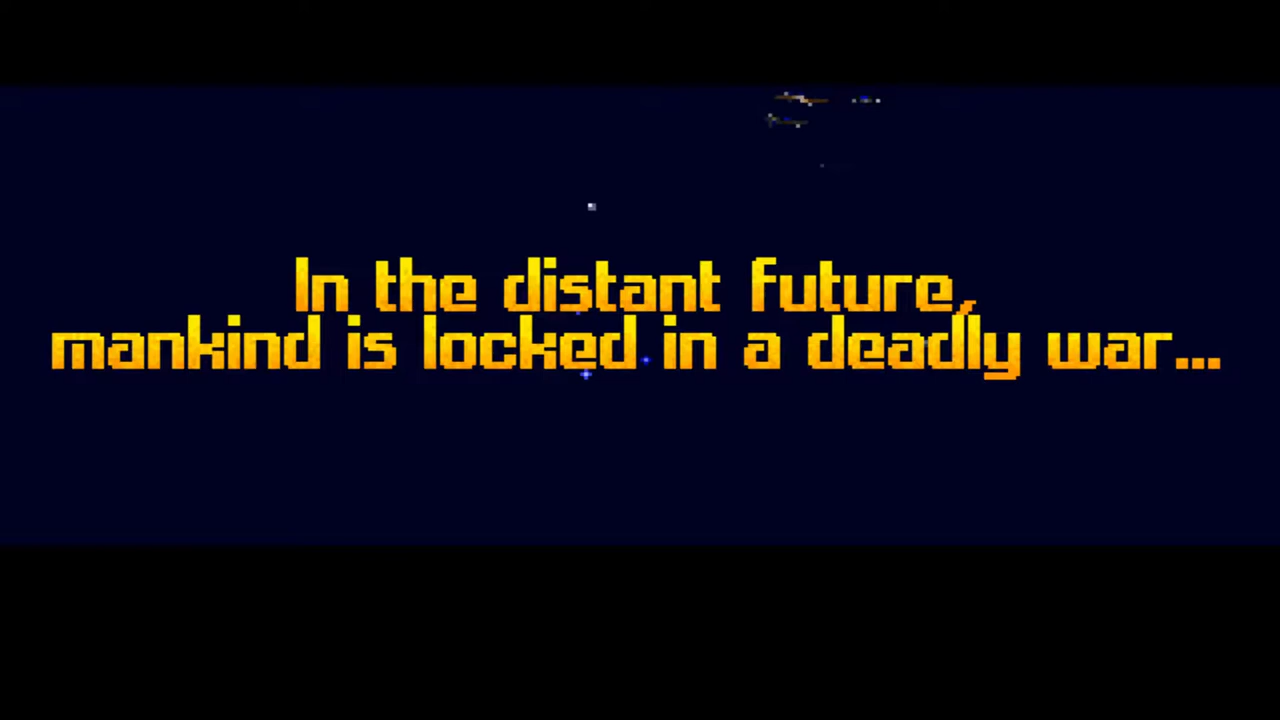 In the distant future,
mankind is locked in a deadly war...